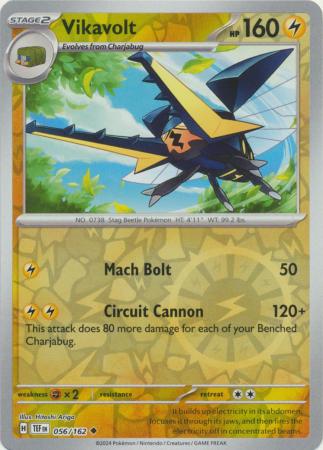 STAGE2
Vikavolt
HP 160
Evolves from Charjabug
NO. 0738 Stag Beetle Pokémon HT: 4'11" WT: 99.2 lbs.
Mach Bolt 50
Circuit Cannon 120+
This attack does 80 more damage for each of your Benched
Charjabug.
weakness ×2 resistance retreat
Illus. Hitoshi Ariga
H TEF EN 056/162
It builds up electricity in its abdomen,
focuses it through its jaws, and then fires the
electricity off in concentrated beams.
©2024 Pokémon / Nintendo / Creatures / GAME FREAK